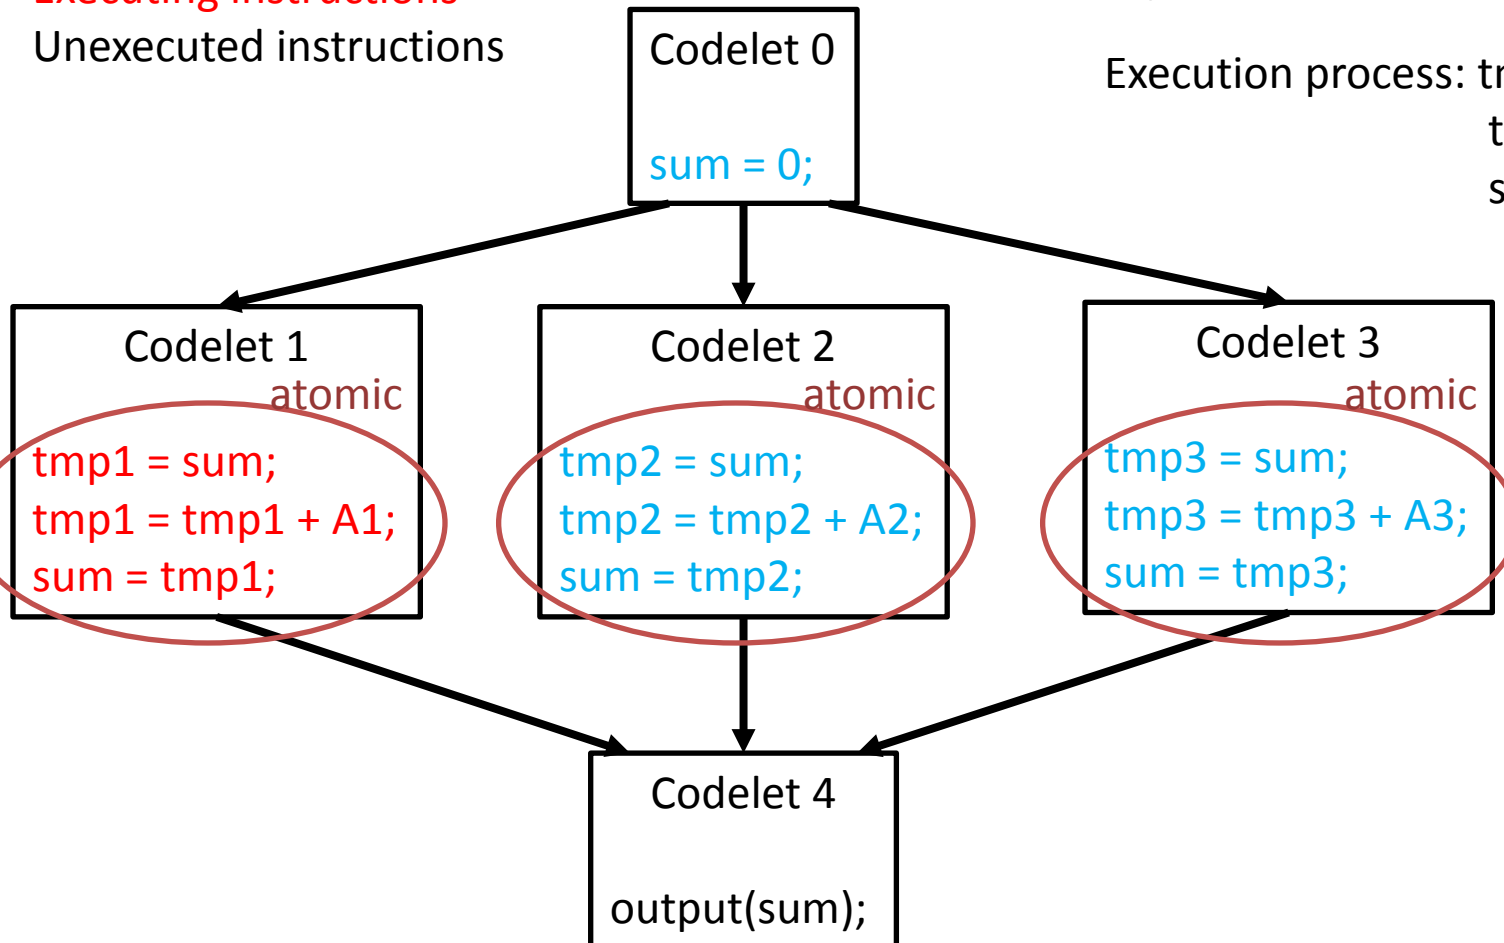 Executing instructions
Unexecuted instructions
Codelet 0
sum = 0;
Execution process:
Codelet 1
atomic
tmp1 = sum;
tmp1 = tmp1 + A1;
sum = tmp1;
Codelet 2
atomic
tmp2 = sum;
tmp2 = tmp2 + A2;
sum = tmp2;
Codelet 3
atomic
tmp3 = sum;
tmp3 = tmp3 + A3;
sum = tmp3;
Codelet 4
output(sum);